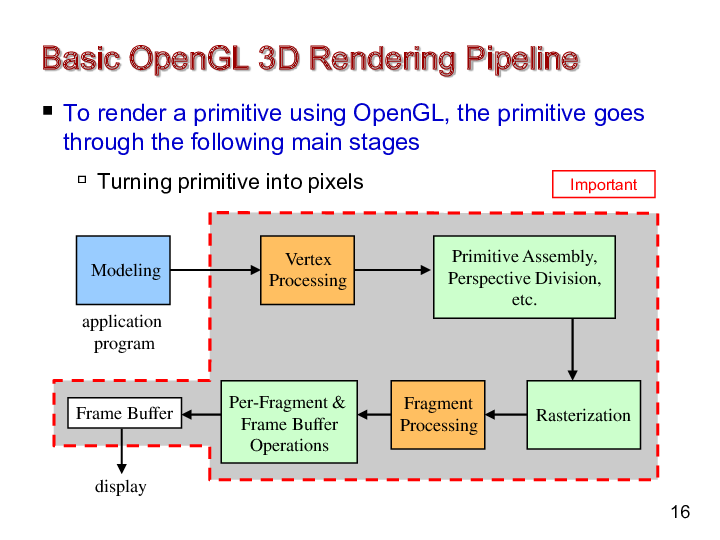 Basic OpenGL 3D Rendering Pipeline
To render a primitive using OpenGL, the primitive goes
through the following main stages
Turning primitive into pixels
Important
Modeling
application
program
Vertex
Processing
Primitive Assembly,
Perspective Division,
etc.
Rasterization
Fragment
Processing
Per-Fragment &
Frame Buffer
Operations
Frame Buffer
display
16